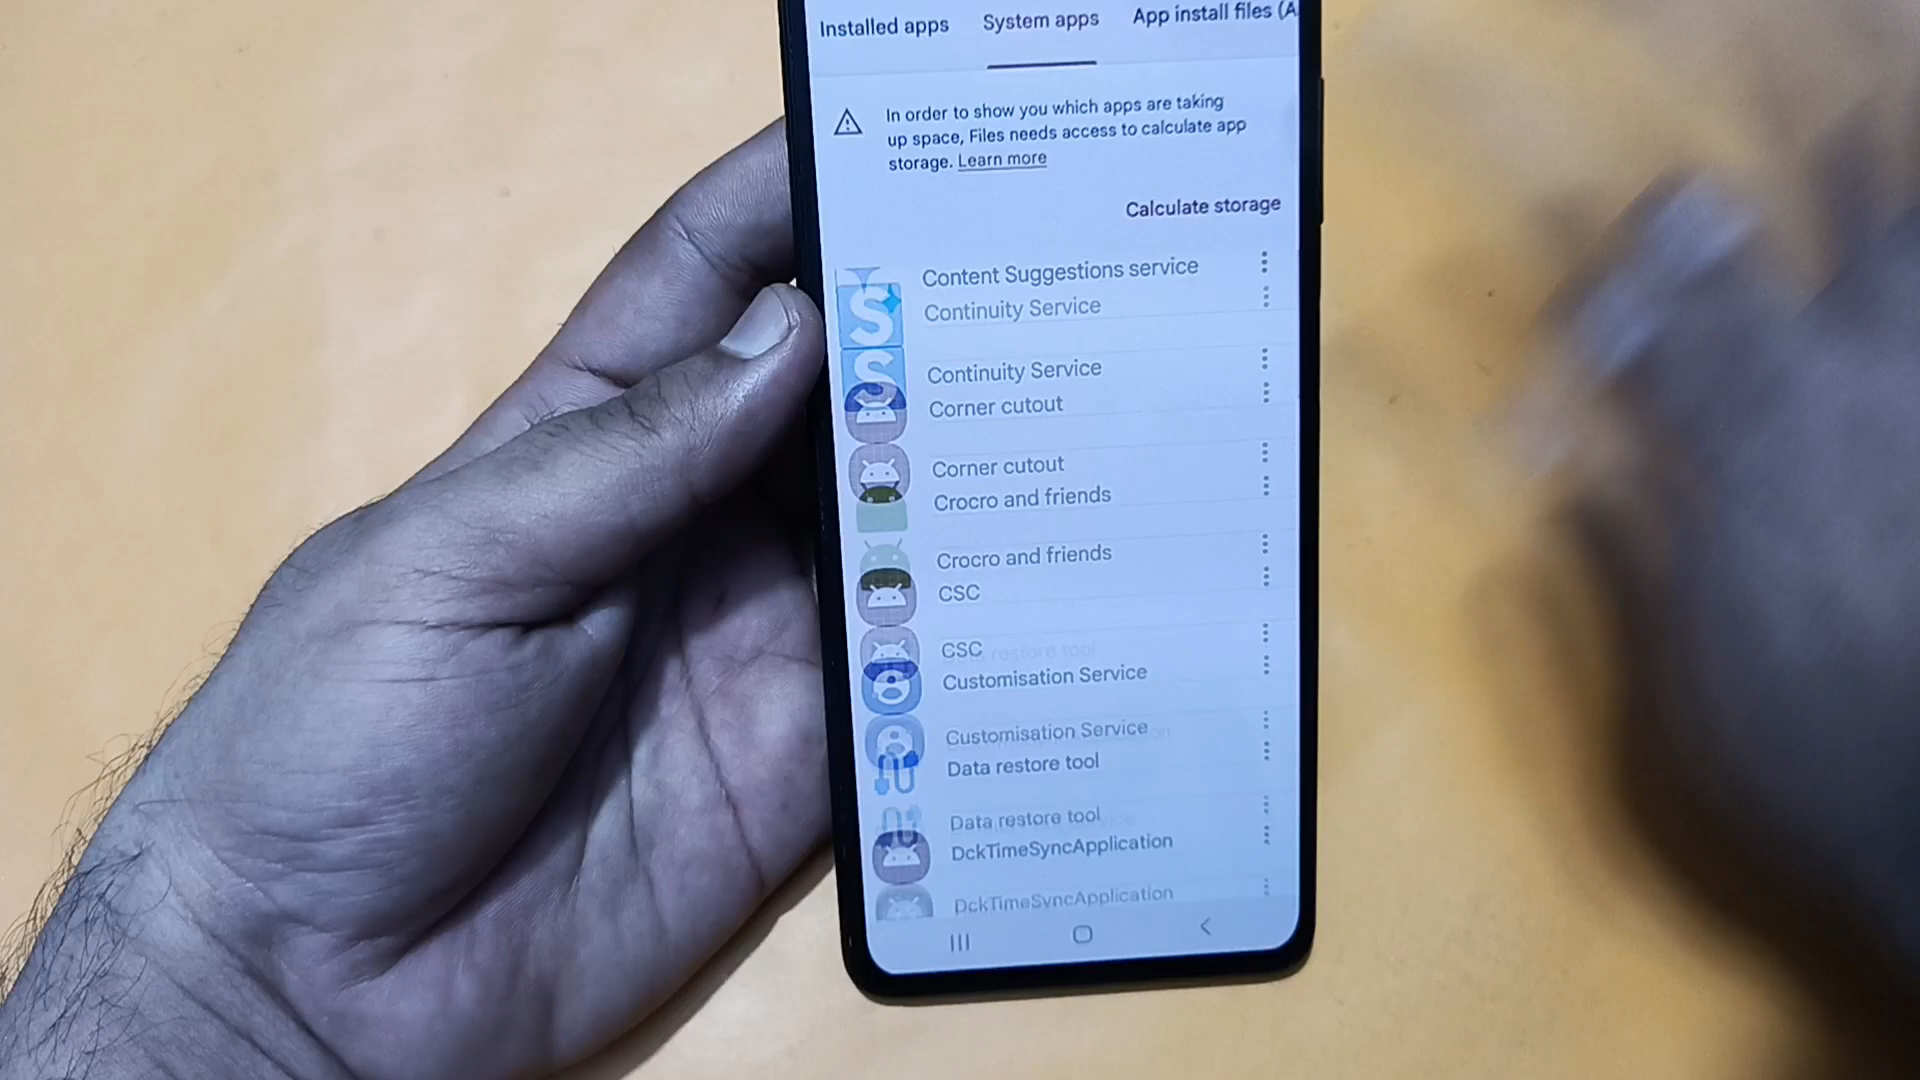 Installed apps
System apps
App install files (A
In order to show you which apps are taking
up space, Files needs access to calculate app
storage. Learn more
Calculate storage
Content Suggestions service
Continuity Service
Continuity Service
Corner cutout
Corner cutout
Crocro and friends
Crocro and friends
CSC
CSC
restore tool
Customisation Service
Customisation Service
Data restore tool
Data restore tool
DckTimeSyncApplication
DckTimeSyncApplication